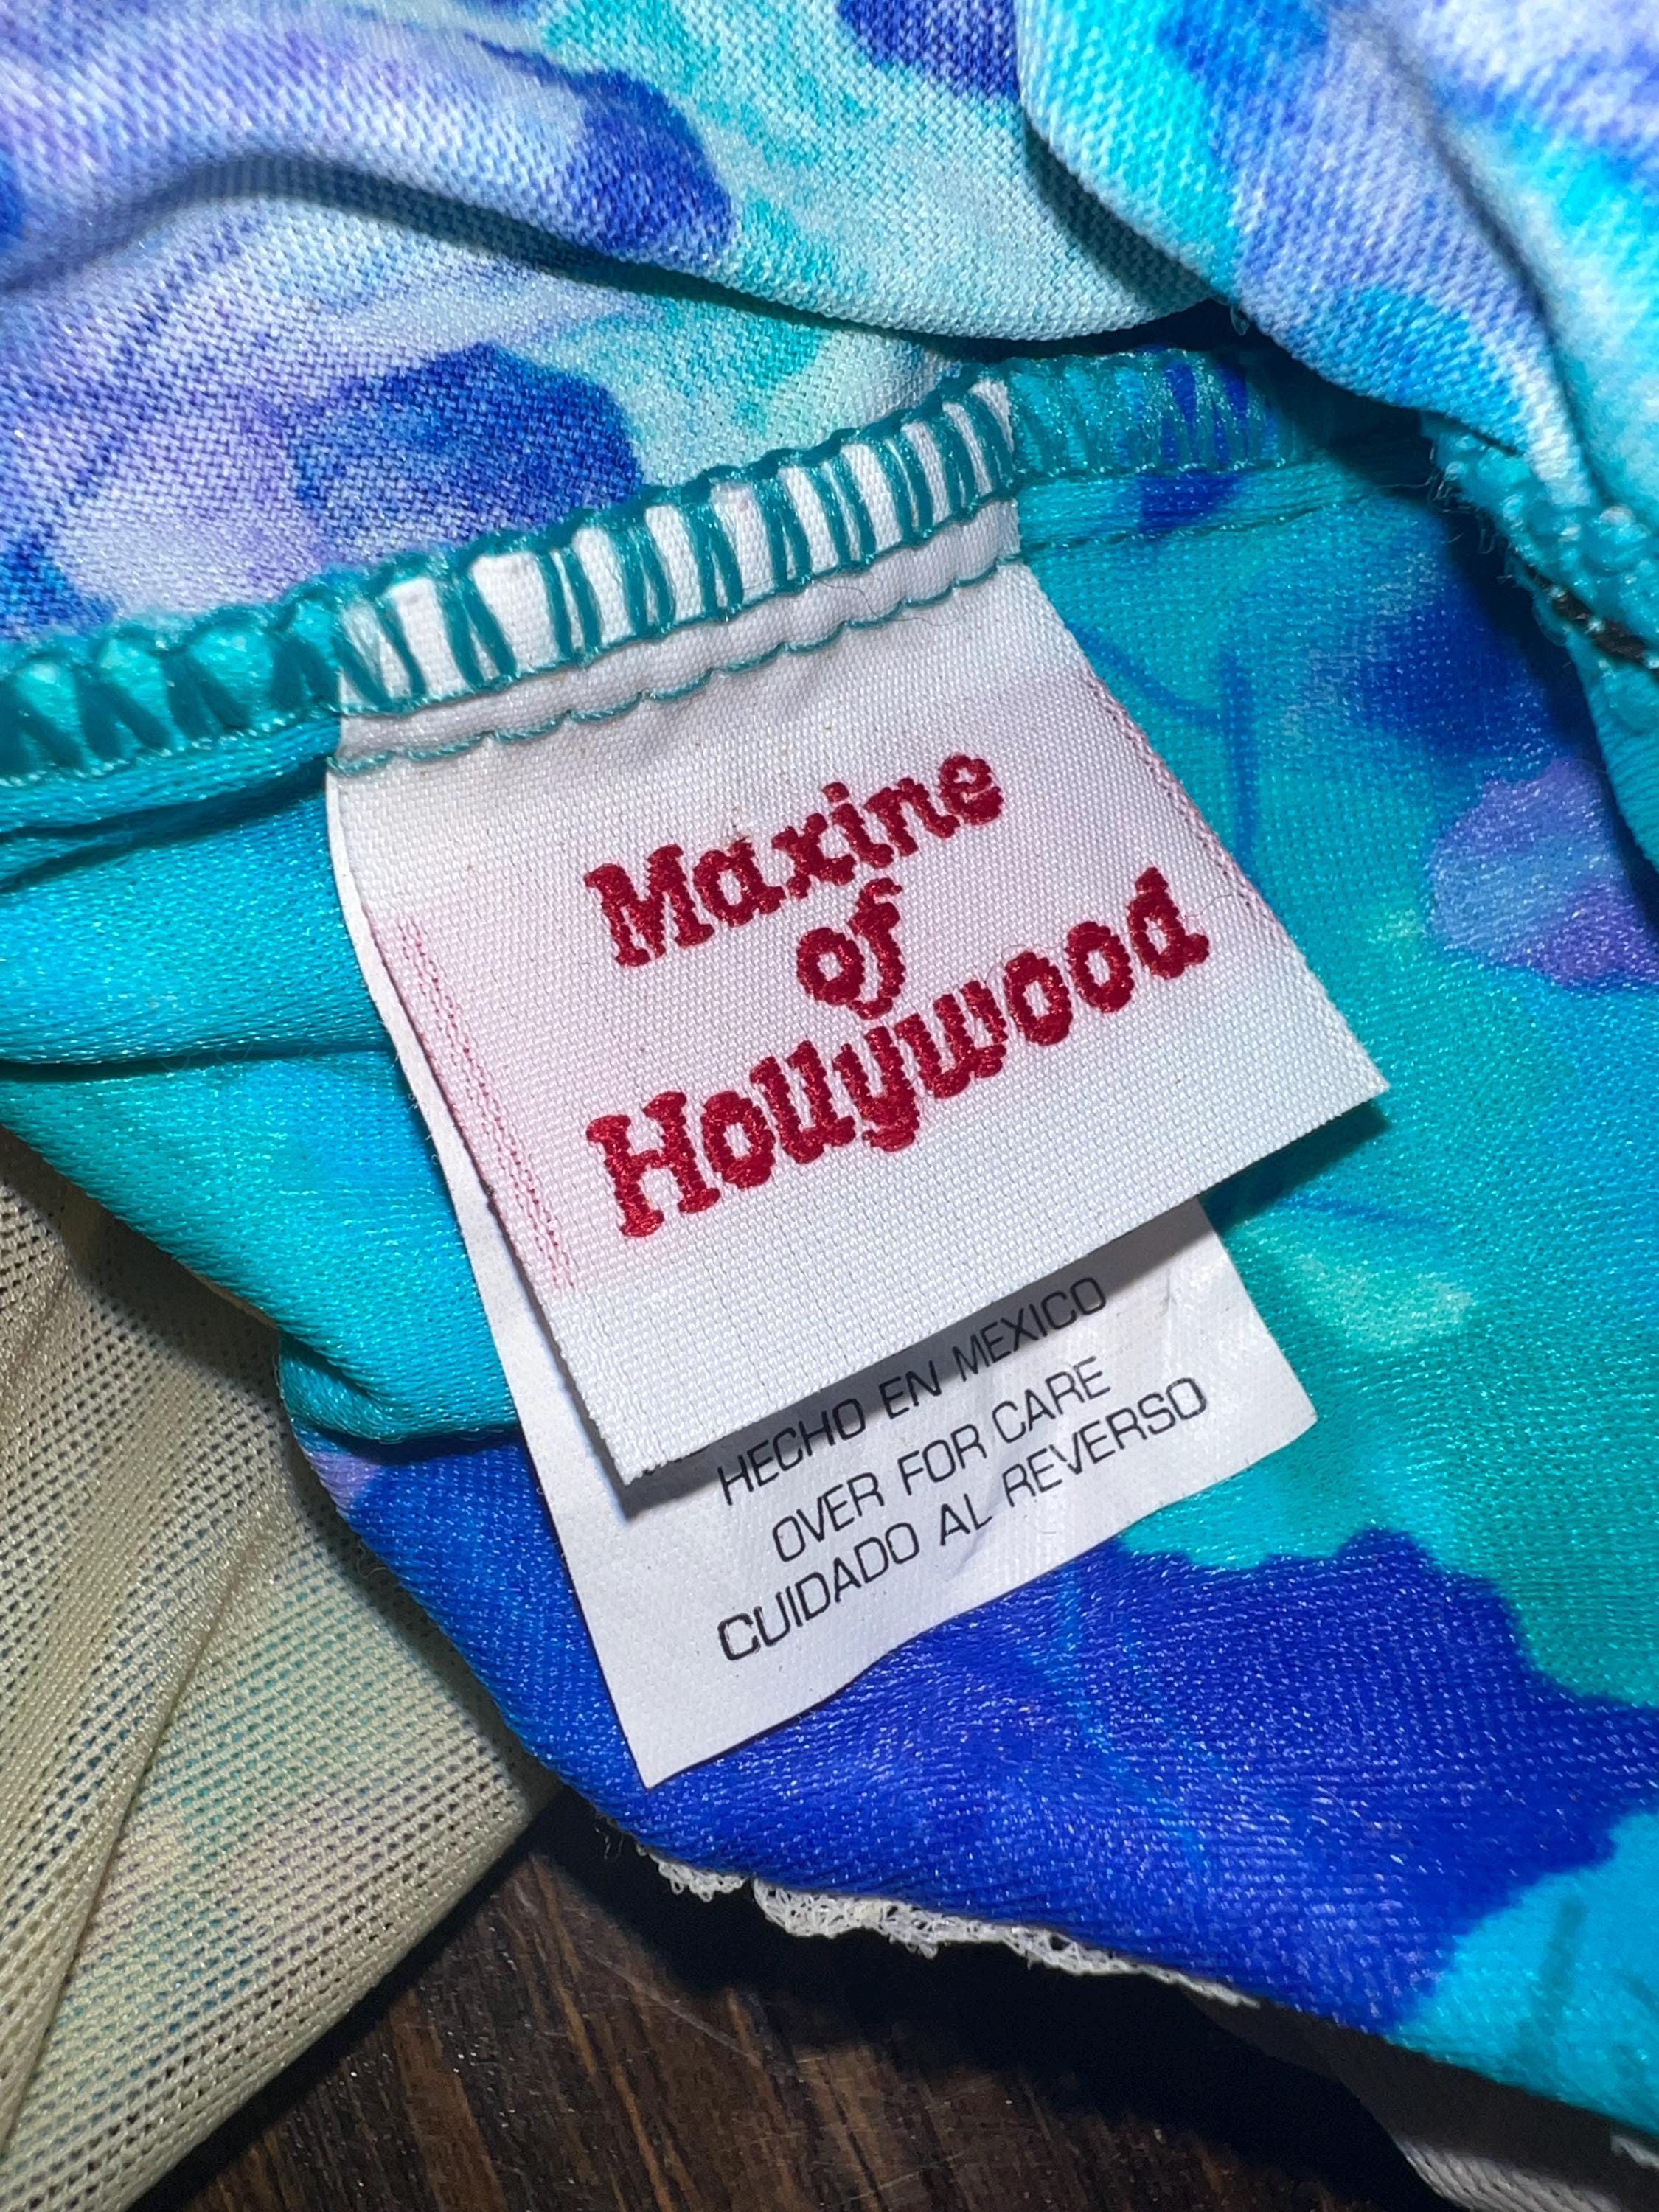 Maxine
of
Hollywood
HECHO EN MEXICO
OVER FOR CARE
CUIDADO AL REVERSO